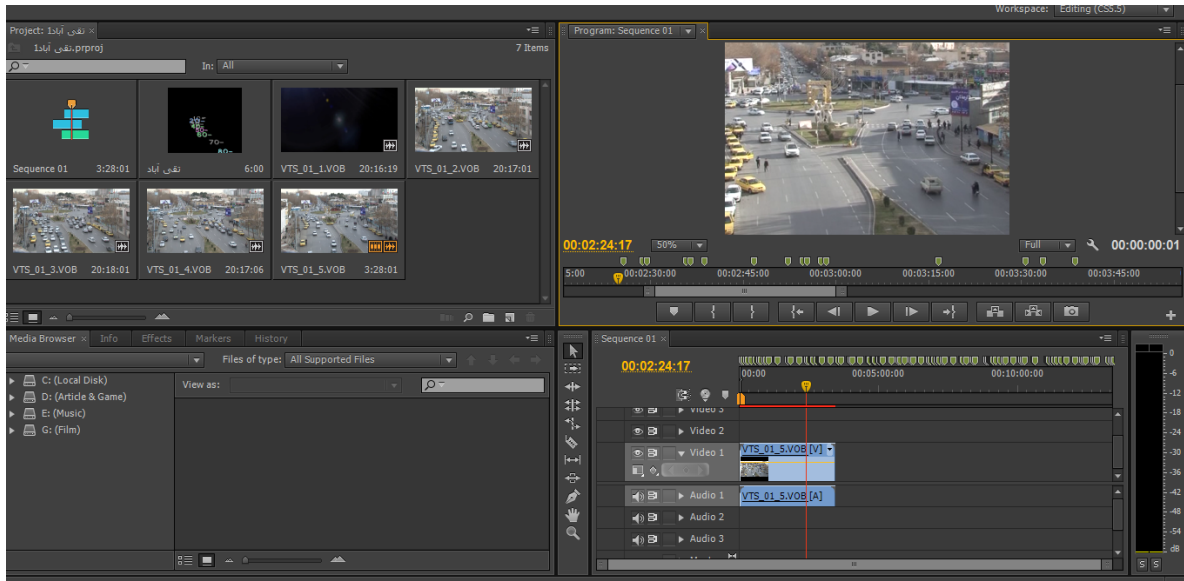 Workspace: Editing (CS5.5)
Project: نقی آباد1 ×
نقی آباد1.prproj
7 Items
In: All
Sequence 01 3:28:01
نقی آباد 6:00
VTS_01_1.VOB 20:16:19
VTS_01_2.VOB 20:17:01
VTS_01_3.VOB 20:18:01
VTS_01_4.VOB 20:17:06
VTS_01_5.VOB 3:28:01
Program: Sequence 01 ×
00:02:24:17 50% Full 00:00:00:01
5:00 00:02:30:00 00:02:45:00 00:03:00:00 00:03:15:00 00:03:30:00 00:03:45:00
Media Browser × Info Effects Markers History
Files of type: All Supported Files
C: (Local Disk)
D: (Article & Game)
E: (Music)
G: (Film)
View as:
Sequence 01 ×
00:02:24:17
00:00 00:05:00:00 00:10:00:00
Video 3
Video 2
Video 1
VTS_01_5.VOB [V]
Audio 1
VTS_01_5.VOB [A]
Audio 2
Audio 3
0
-6
-12
-18
-24
-30
-36
-42
-48
-54
dB
S S